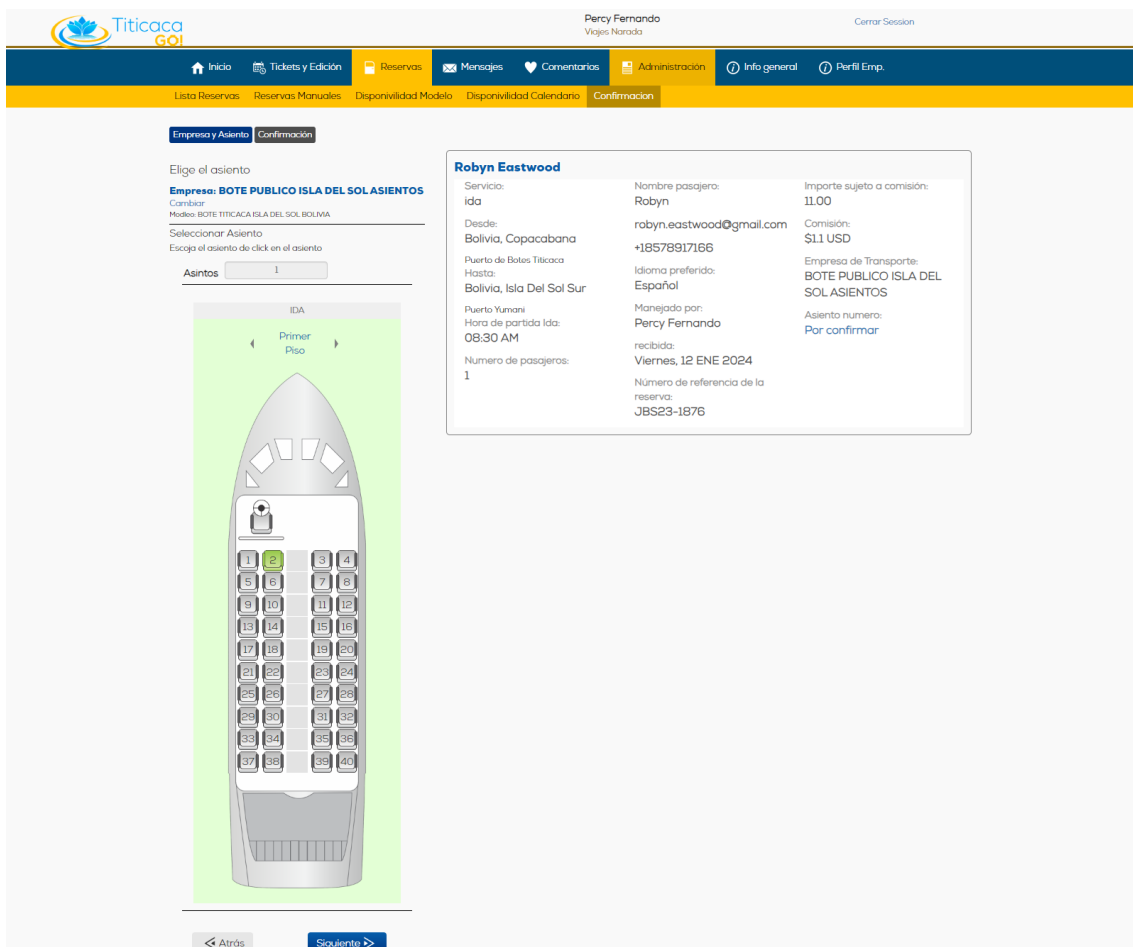 Titicaca
GO!
Percy Fernando
Viajes Narada
Cerrar Session
Inicio
Tickets y Edición
Reservas
Mensajes
Comentarios
Administración
Info general
Perfil Emp.
Lista Reservas
Reservas Manuales
Disponivilidad Modelo
Disponivilidad Calendario
Confirmacion
Empresa y Asiento
Confirmación
Elige el asiento
Empresa: BOTE PUBLICO ISLA DEL SOL ASIENTOS
Cambiar
Modleo: BOTE TITICACA ISLA DEL SOL BOLIVIA
Seleccionar Asiento
Escoja el asiento de click en el asiento
Asintos 1
IDA
Primer
Piso
1 2 3 4
5 6 7 8
9 10 11 12
13 14 15 16
17 18 19 20
21 22 23 24
25 26 27 28
29 30 31 32
33 34 35 36
37 38 39 40
Atrás
Siguiente
Robyn Eastwood
Servicio:
ida
Desde:
Bolivia, Copacabana
Puerto de Botes Titicaca
Hasta:
Bolivia, Isla Del Sol Sur
Puerto Yumani
Hora de partida Ida:
08:30 AM
Numero de pasajeros:
1
Nombre pasajero:
Robyn
robyn.eastwood@gmail.com
+18578917166
Idioma preferido:
Español
Manejado por:
Percy Fernando
recibida:
Viernes, 12 ENE 2024
Número de referencia de la
reserva:
JBS23-1876
Importe sujeto a comisión:
11.00
Comisión:
$1.1 USD
Empresa de Transporte:
BOTE PUBLICO ISLA DEL
SOL ASIENTOS
Asiento numero:
Por confirmar